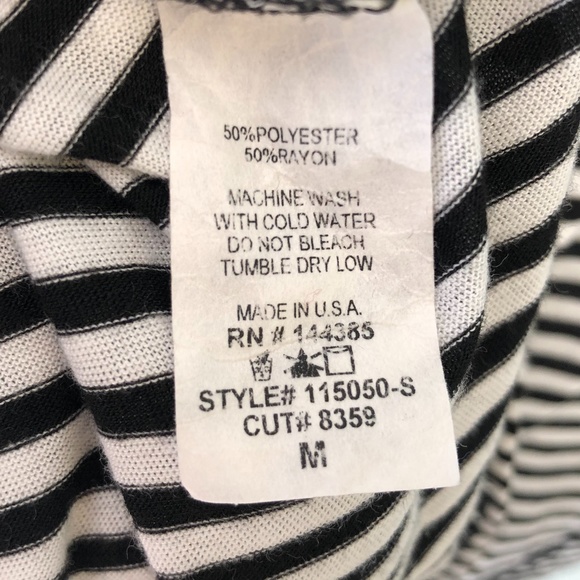 50%POLYESTER
50%RAYON
MACHINE WASH
WITH COLD WATER
DO NOT BLEACH
TUMBLE DRY LOW
MADE IN U.S.A.
RN # 144385
STYLE# 115050-S
CUT# 8359
M